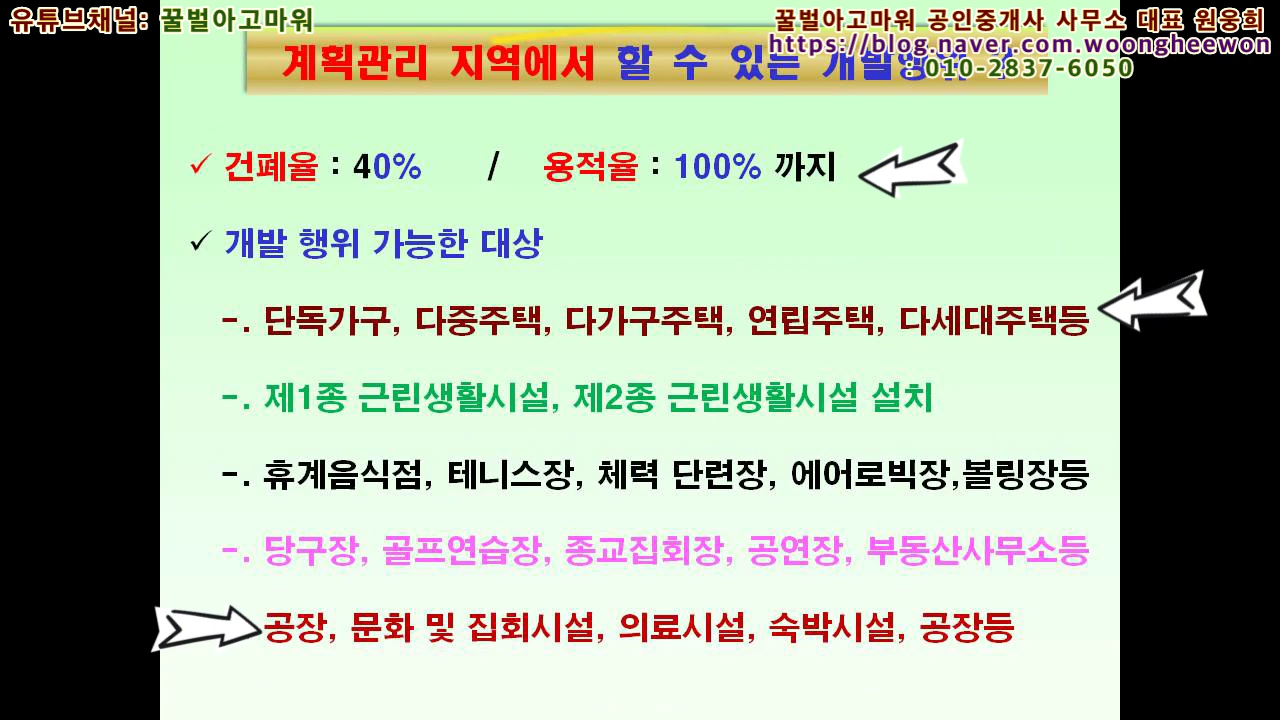 유튜브채널: 꿀벌아고마워
꿀벌아고마워 공인중개사 사무소 대표 원웅희
https://blog.naver.com.woongheewon
: 010-2837-6050
계획관리 지역에서 할 수 있는
✓ 건폐율 : 40% / 용적율 : 100% 까지
✓ 개발 행위 가능한 대상
-. 단독가구, 다중주택, 다가구주택, 연립주택, 다세대주택등
-. 제1종 근린생활시설, 제2종 근린생활시설 설치
-. 휴계음식점, 테니스장, 체력 단련장, 에어로빅장,볼링장등
-. 당구장, 골프연습장, 종교집회장, 공연장, 부동산사무소등
공장, 문화 및 집회시설, 의료시설, 숙박시설, 공장등